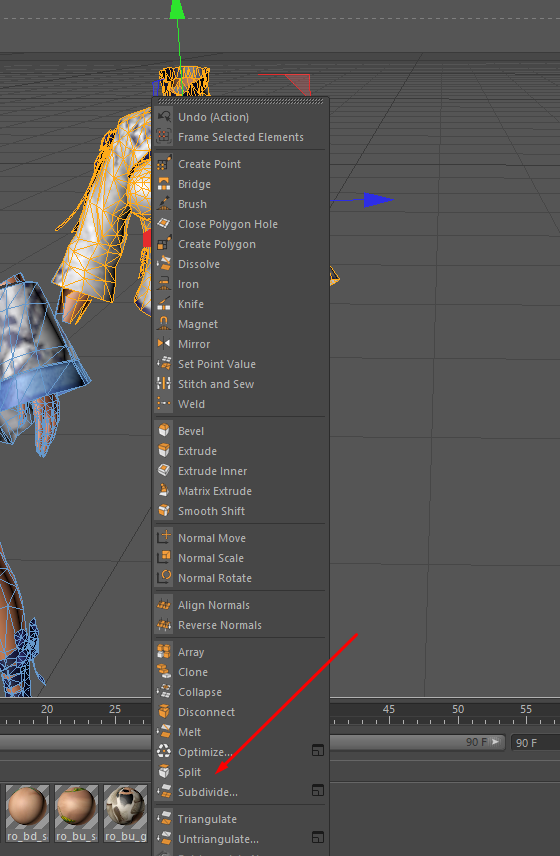 Undo (Action)
Frame Selected Elements
Create Point
Bridge
Brush
Close Polygon Hole
Create Polygon
Dissolve
Iron
Knife
Magnet
Mirror
Set Point Value
Stitch and Sew
Weld
Bevel
Extrude
Extrude Inner
Matrix Extrude
Smooth Shift
Normal Move
Normal Scale
Normal Rotate
Align Normals
Reverse Normals
Array
Clone
Collapse
Disconnect
Melt
Optimize...
Split
Subdivide...
Triangulate
Untriangulate...
20 25 45 50 55
90 F 90 F
ro_bd_s ro_bu_s ro_bu_g